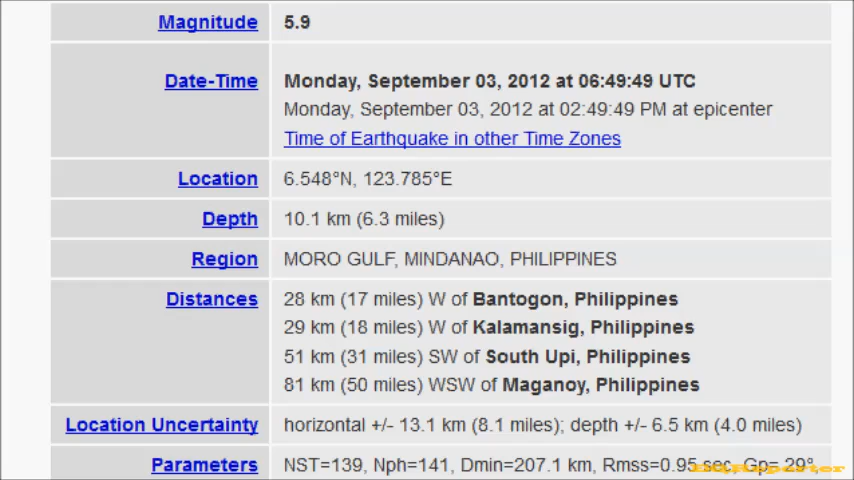 Magnitude 5.9
Date-Time Monday, September 03, 2012 at 06:49:49 UTC
Monday, September 03, 2012 at 02:49:49 PM at epicenter
Time of Earthquake in other Time Zones
Location 6.548°N, 123.785°E
Depth 10.1 km (6.3 miles)
Region MORO GULF, MINDANAO, PHILIPPINES
Distances 28 km (17 miles) W of Bantogon, Philippines
29 km (18 miles) W of Kalamansig, Philippines
51 km (31 miles) SW of South Upi, Philippines
81 km (50 miles) WSW of Maganoy, Philippines
Location Uncertainty horizontal +/- 13.1 km (8.1 miles); depth +/- 6.5 km (4.0 miles)
Parameters NST=139, Nph=141, Dmin=207.1 km, Rmss=0.95 sec, Gp= 29°